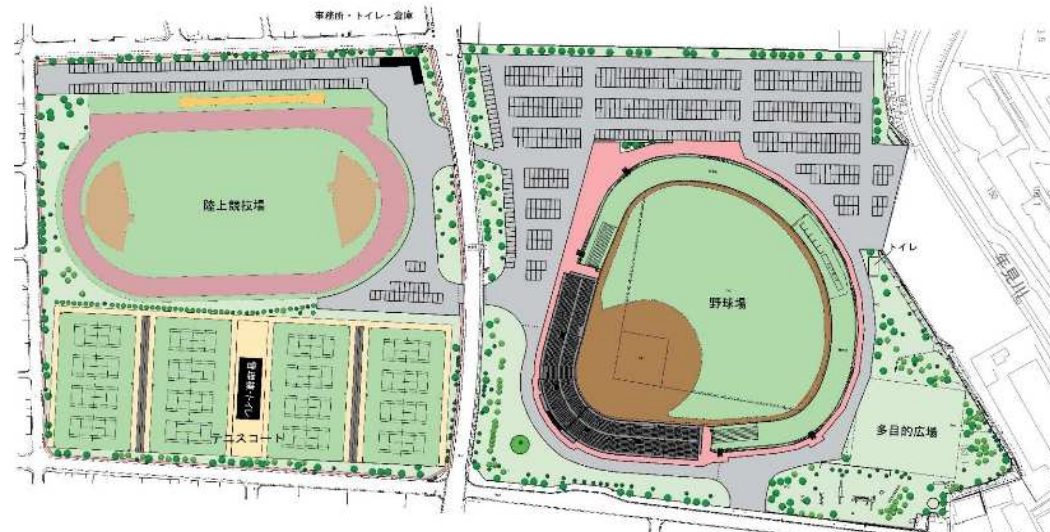 事務所・トイレ・倉庫
陸上競技場
トイレ
年見川
野球場
テニスコート
多目的広場